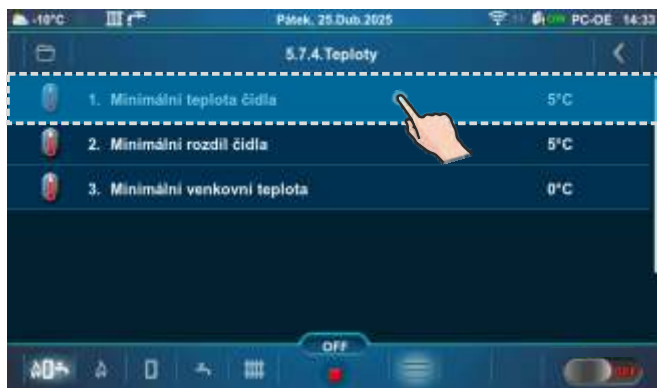 -10°C Pátek, 25.Dub.2025 PC-OE 14:33
5.7.4.Teploty
1. Minimální teplota čidla 5°C
2. Minimální rozdíl čidla 5°C
3. Minimální venkovní teplota 0°C
OFF
OFF